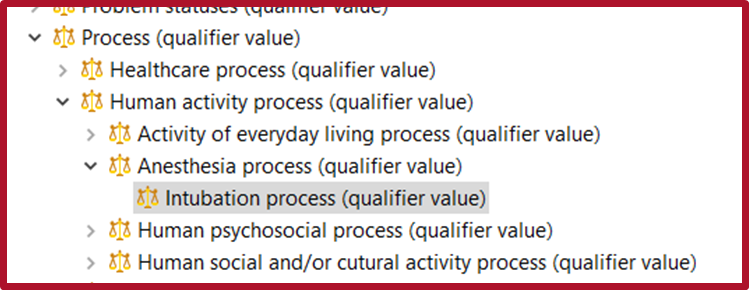 Problem statuses (qualifier value)
Process (qualifier value)
Healthcare process (qualifier value)
Human activity process (qualifier value)
Activity of everyday living process (qualifier value)
Anesthesia process (qualifier value)
Intubation process (qualifier value)
Human psychosocial process (qualifier value)
Human social and/or cutural activity process (qualifier value)